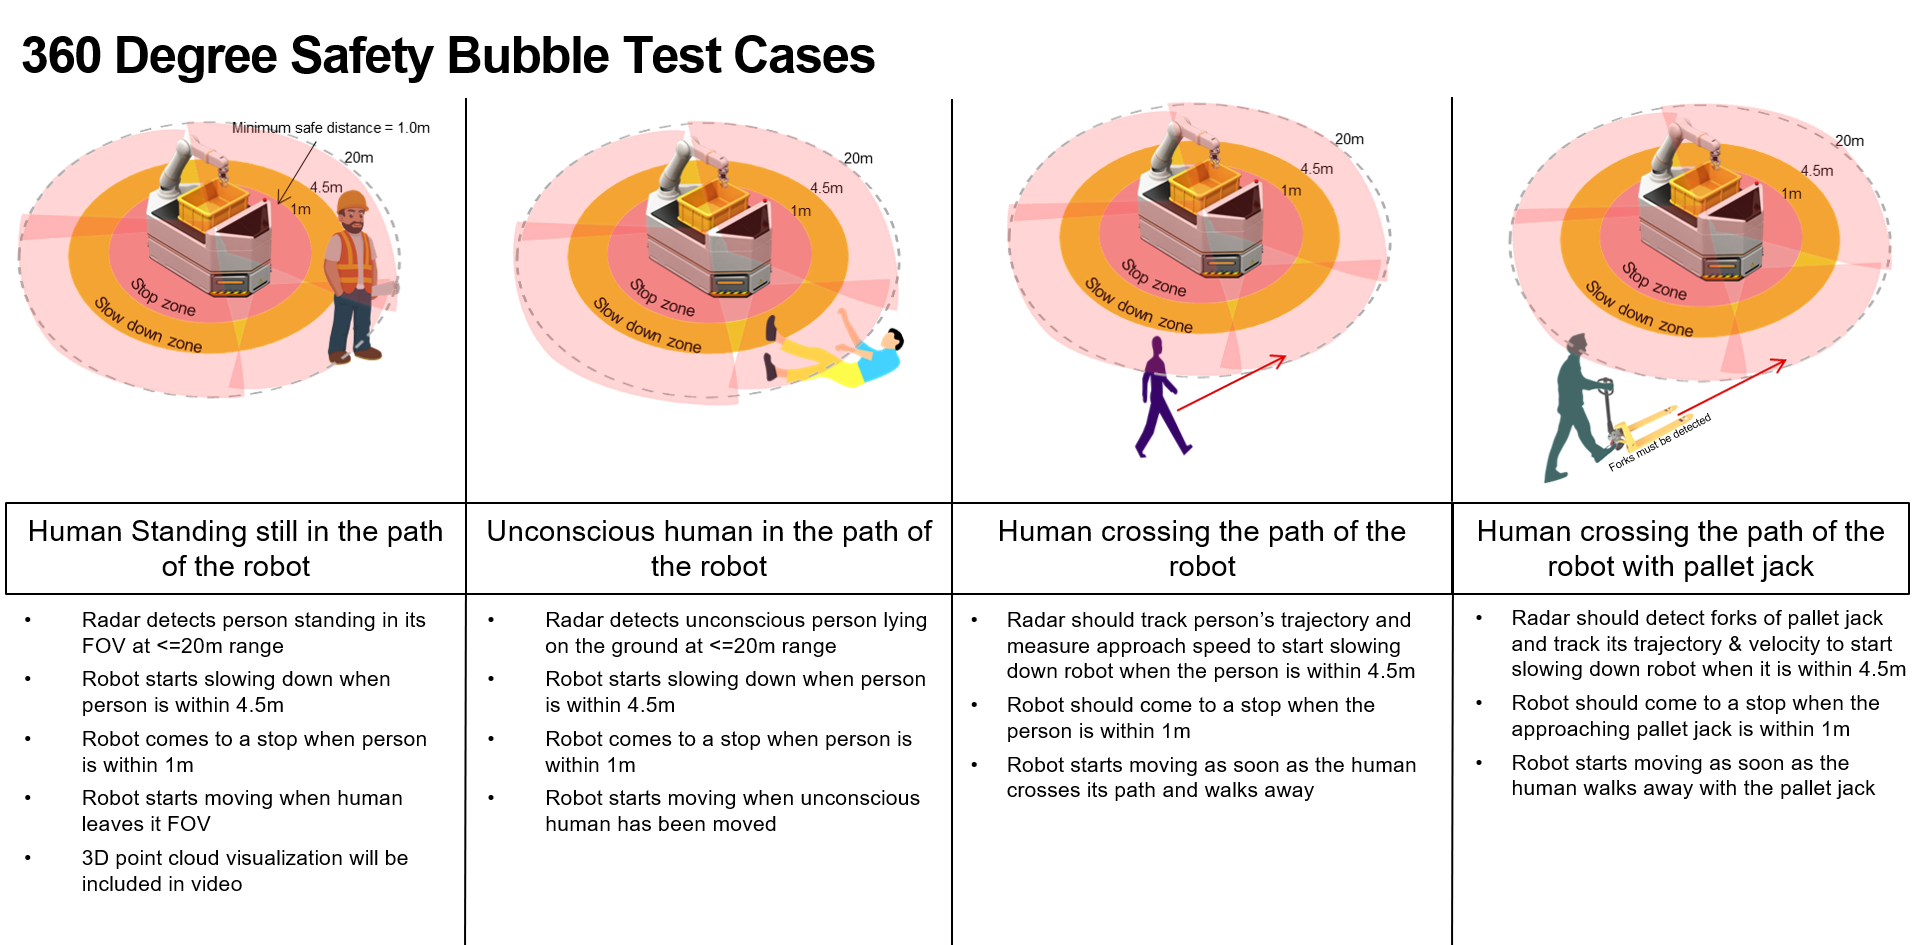 360 Degree Safety Bubble Test Cases
Minimum safe distance = 1.0m
20m
4.5m
1m
Stop zone
Slow down zone
20m
4.5m
1m
Stop zone
Slow down zone
20m
4.5m
1m
Stop zone
Slow down zone
20m
4.5m
1m
Stop zone
Slow down zone
Forks must be detected
Human Standing still in the path
of the robot
• Radar detects person standing in its
FOV at <=20m range
• Robot starts slowing down when
person is within 4.5m
• Robot comes to a stop when person
is within 1m
• Robot starts moving when human
leaves it FOV
• 3D point cloud visualization will be
included in video
Unconscious human in the path of
the robot
• Radar detects unconscious person lying
on the ground at <=20m range
• Robot starts slowing down when person
is within 4.5m
• Robot comes to a stop when person is
within 1m
• Robot starts moving when unconscious
human has been moved
Human crossing the path of the
robot
• Radar should track person’s trajectory and
measure approach speed to start slowing
down robot when the person is within 4.5m
• Robot should come to a stop when the
person is within 1m
• Robot starts moving as soon as the human
crosses its path and walks away
Human crossing the path of the
robot with pallet jack
• Radar should detect forks of pallet jack
and track its trajectory & velocity to start
slowing down robot when it is within 4.5m
• Robot should come to a stop when the
approaching pallet jack is within 1m
• Robot starts moving as soon as the
human walks away with the pallet jack